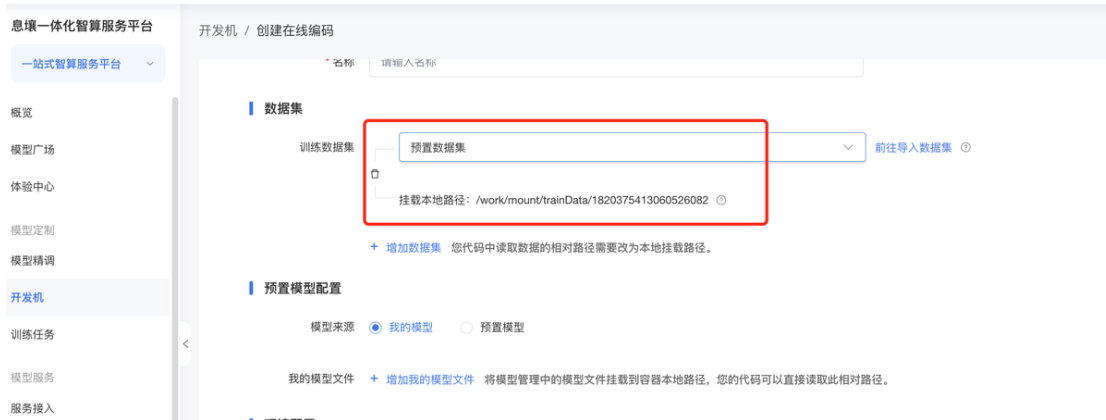 息壤一体化智算服务平台
一站式智算服务平台
概览
模型广场
体验中心
模型定制
模型精调
开发机
训练任务
模型服务
服务接入
开发机 / 创建在线编码
* 名称 请输入名称
数据集
训练数据集 预置数据集 前往导入数据集
挂载本地路径：/work/mount/trainData/1820375413060526082
+ 增加数据集 您代码中读取数据的相对路径需要改为本地挂载路径。
预置模型配置
模型来源 我的模型 预置模型
我的模型文件 + 增加我的模型文件 将模型管理中的模型文件挂载到容器本地路径，您的代码可以直接读取此相对路径。